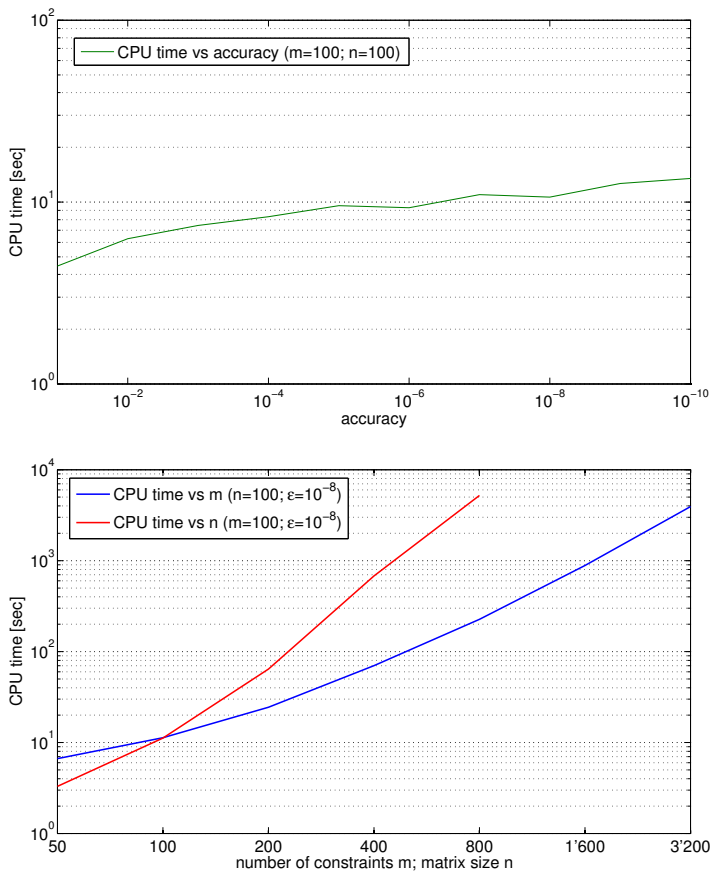 10^2
CPU time vs accuracy (m=100; n=100)
CPU time [sec]
10^1
10^0
10^−2
10^−4
10^−6
10^−8
10^−10
accuracy
10^4
CPU time vs m (n=100; ε=10^−8)
CPU time vs n (m=100; ε=10^−8)
10^3
CPU time [sec]
10^2
10^1
10^0
50
100
200
400
800
1'600
3'200
number of constraints m; matrix size n